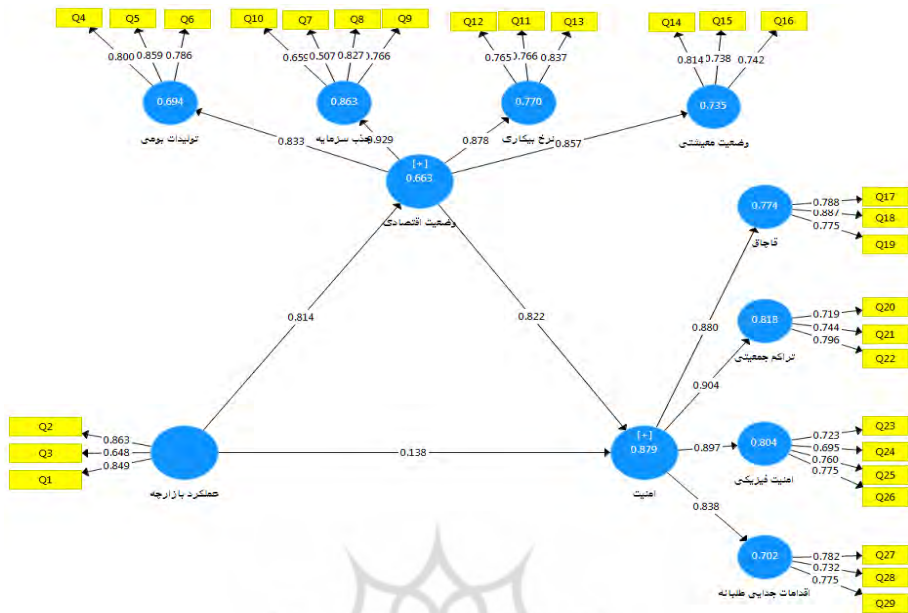 Q4 Q5 Q6 Q10 Q7 Q8 Q9 Q12 Q11 Q13 Q14 Q15 Q16
0.800 0.859 0.786 0.659 0.507 0.827 0.766 0.765 0.766 0.837 0.814 0.738 0.742
0.694 0.863 0.770 0.735
تولیدات بومی جذب سرمایه نرخ بیکاری وضعیت معیشتی
0.833 0.929 0.878 0.857
[+]
0.663
وضعیت اقتصادی
0.774
قاچاق
0.788 0.887 0.775
Q17
Q18
Q19
0.814 0.822 0.880
0.818
تراکم جمعیتی
0.719 0.744 0.796
Q20
Q21
Q22
0.904
Q2
Q3
Q1
0.863 0.648 0.849
عملکرد بازارچه
0.138
[+]
0.879
امنیت
0.897
0.804
امنیت فیزیکی
0.723 0.695 0.760 0.775
Q23
Q24
Q25
Q26
0.838
0.702
اقدامات جدایی طلبانه
0.782 0.732 0.775
Q27
Q28
Q29